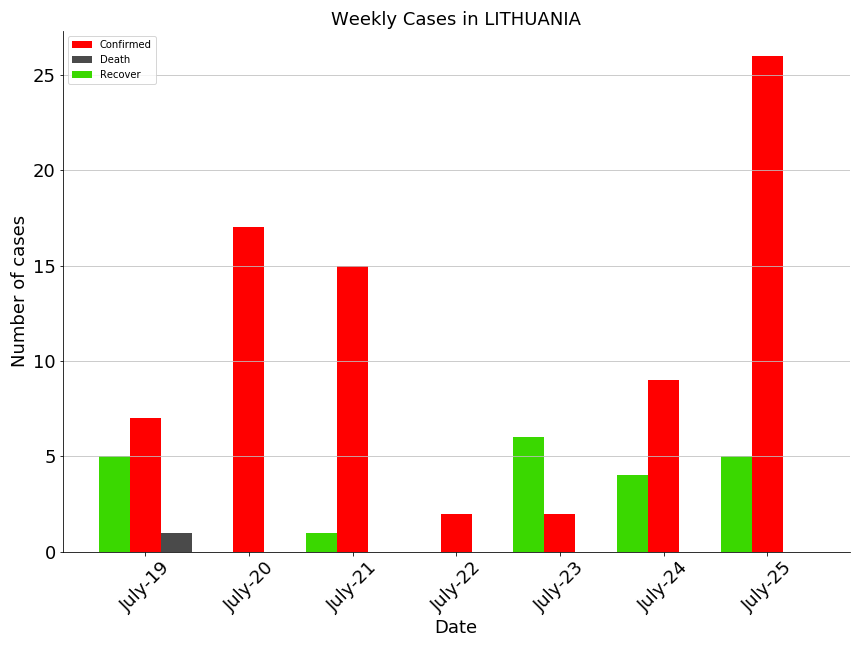 Weekly Cases in LITHUANIA
Confirmed
Death
Recover
Number of cases
25
20
15
10
5
0
July-19
July-20
July-21
July-22
July-23
July-24
July-25
Date